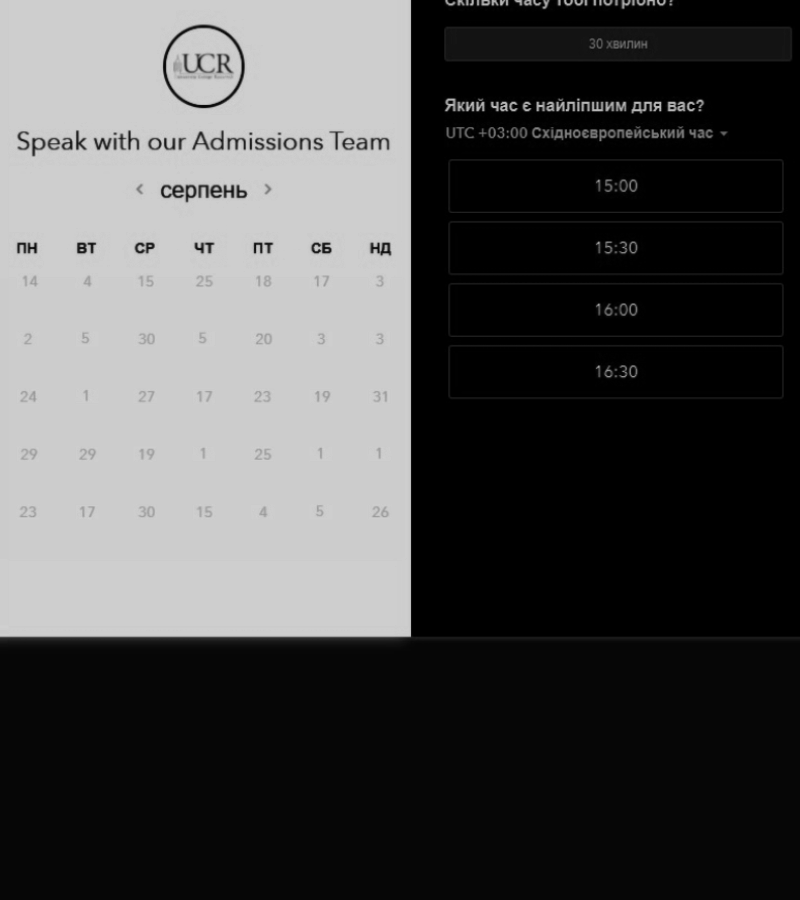 UCR
Speak with our Admissions Team
серпень
ПН ВТ СР ЧТ ПТ СБ НД
14 4 15 25 18 17 3
2 5 30 5 20 3 3
24 1 27 17 23 19 31
29 29 19 1 25 1 1
23 17 30 15 4 5 26
Скільки часу тобі потрібно?
30 хвилин
Який час є найліпшим для вас?
UTC +03:00 Східноєвропейський час
15:00
15:30
16:00
16:30